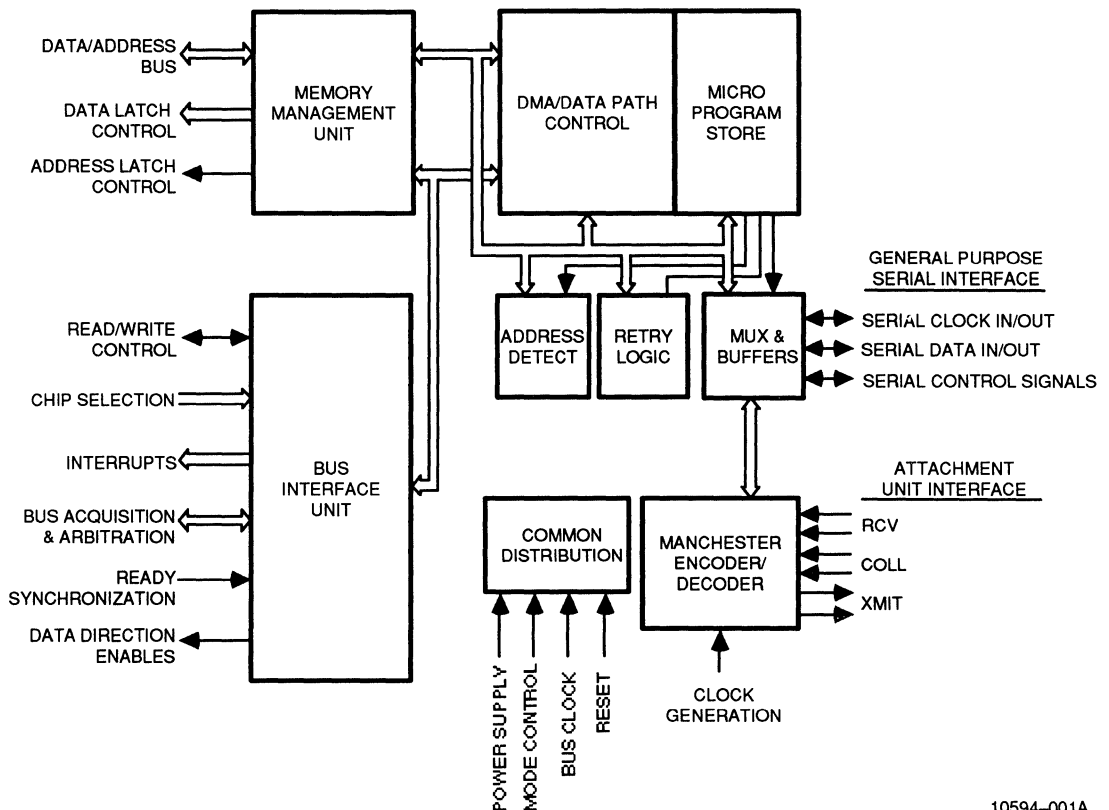 DATA/ADDRESS
BUS
DATA LATCH
CONTROL
ADDRESS LATCH
CONTROL
MEMORY
MANAGEMENT
UNIT
DMA/DATA PATH
CONTROL
MICRO
PROGRAM
STORE
GENERAL PURPOSE
SERIAL INTERFACE
ADDRESS
DETECT
RETRY
LOGIC
MUX &
BUFFERS
SERIAL CLOCK IN/OUT
SERIAL DATA IN/OUT
SERIAL CONTROL SIGNALS
READ/WRITE
CONTROL
CHIP SELECTION
INTERRUPTS
BUS ACQUISITION
& ARBITRATION
READY
SYNCHRONIZATION
DATA DIRECTION
ENABLES
BUS
INTERFACE
UNIT
COMMON
DISTRIBUTION
POWER SUPPLY
MODE CONTROL
BUS CLOCK
RESET
MANCHESTER
ENCODER/
DECODER
ATTACHMENT
UNIT INTERFACE
RCV
COLL
XMIT
CLOCK
GENERATION
10594–001A